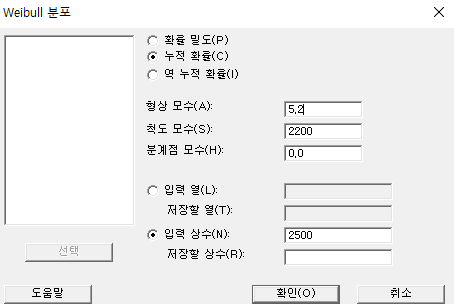 Weibull 분포
확률 밀도(P)
누적 확률(C)
역 누적 확률(I)
형상 모수(A):
5.2
척도 모수(S):
2200
분계점 모수(H):
0.0
입력 열(L):
저장할 열(T):
입력 상수(N):
2500
저장할 상수(R):
선택
도움말
확인(O)
취소